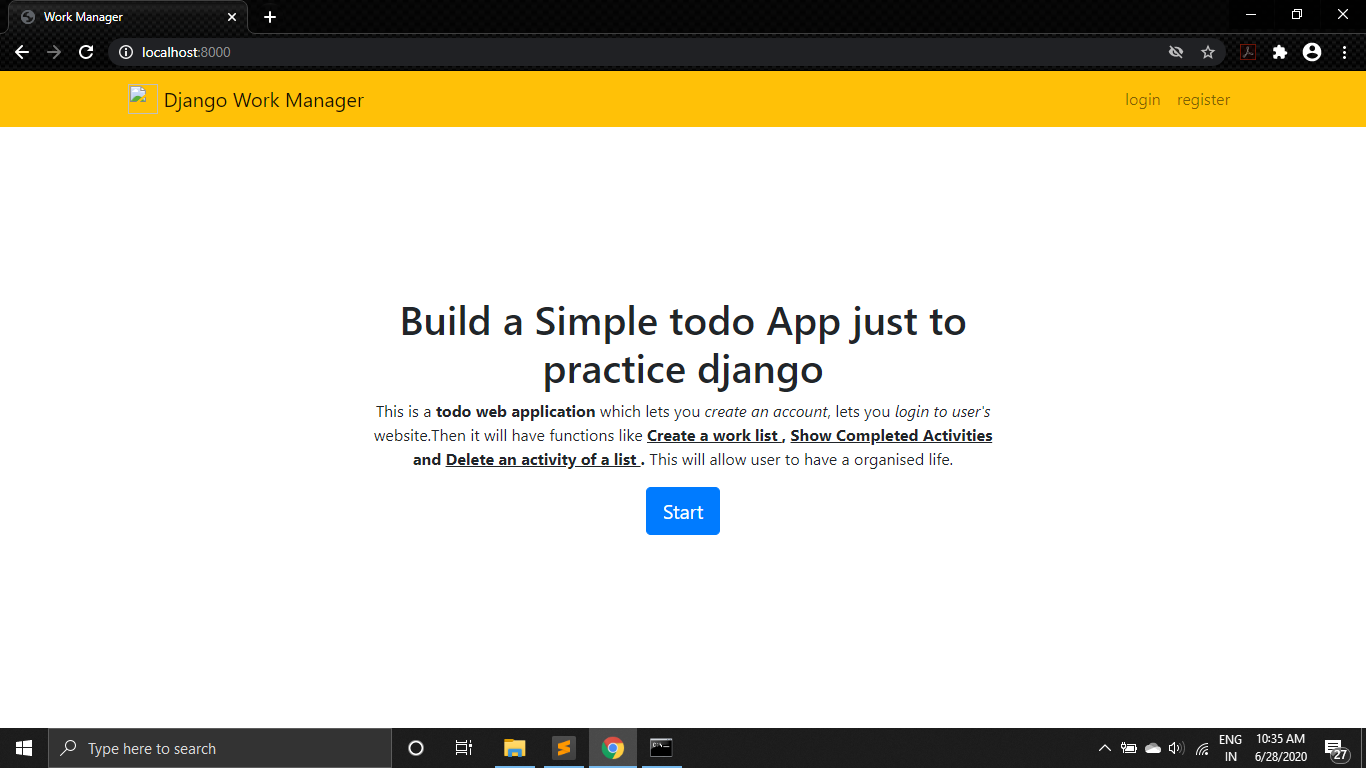 Work Manager
localhost:8000
Django Work Manager
login register
Build a Simple todo App just to
practice django
This is a todo web application which lets you create an account, lets you login to user's
website.Then it will have functions like Create a work list , Show Completed Activities
and Delete an activity of a list . This will allow user to have a organised life.
Start
Type here to search
ENG
IN
10:35 AM
6/28/2020
27